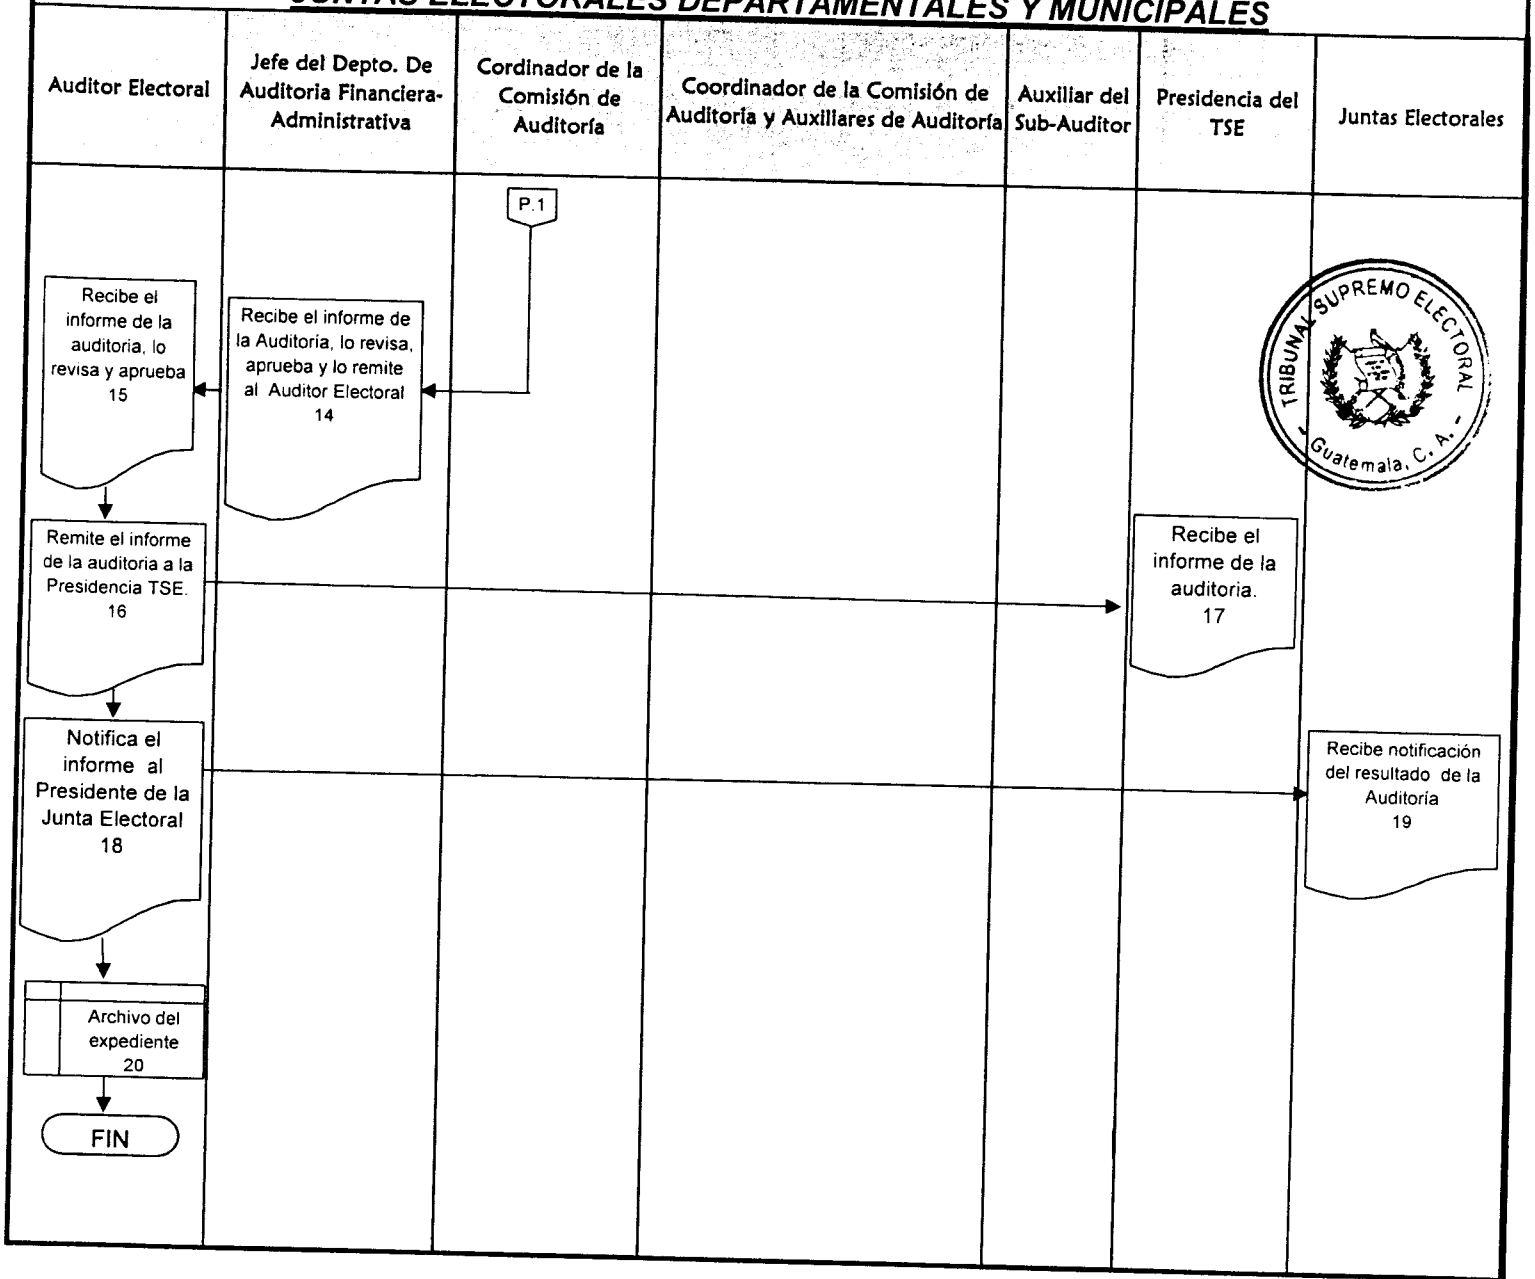 JUNTAS ELECTORALES DEPARTAMENTALES Y MUNICIPALES
Auditor Electoral
Jefe del Depto. De
Auditoria Financiera-
Administrativa
Cordinador de la
Comisión de
Auditoría
Coordinador de la Comisión de
Auditoría y Auxiliares de Auditoría
Auxiliar del
Sub-Auditor
Presidencia del
TSE
Juntas Electorales
P.1
Recibe el
informe de la
auditoria, lo
revisa y aprueba
15
Recibe el informe de
la Auditoría, lo revisa,
aprueba y lo remite
al Auditor Electoral
14
TRIBUNAL SUPREMO ELECTORAL
- Guatemala, C. A. -
Remite el informe
de la auditoria a la
Presidencia TSE.
16
Recibe el
informe de la
auditoria.
17
Notifica el
informe al
Presidente de la
Junta Electoral
18
Recibe notificación
del resultado de la
Auditoría
19
Archivo del
expediente
20
FIN